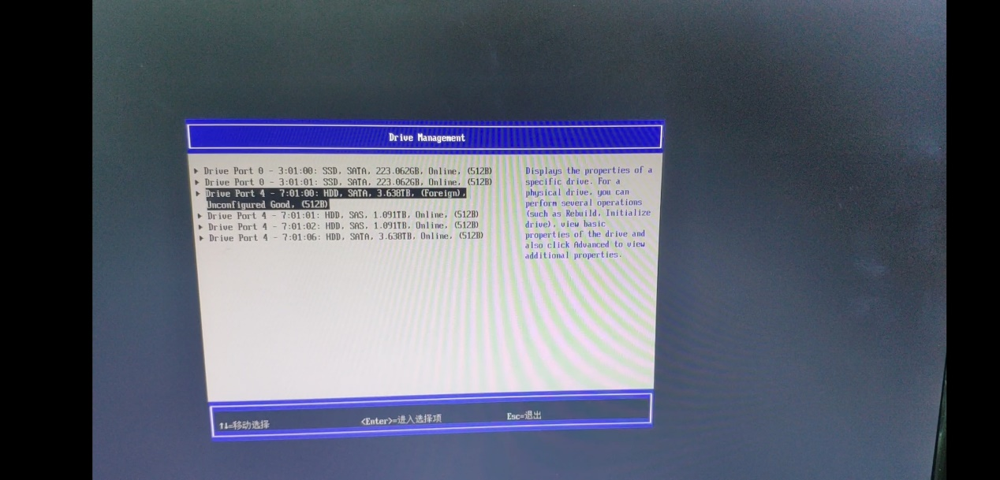 Drive Management
Drive Port 0 - 3:01:00: SSD, SATA, 223.062GB, Online, (512B)
Drive Port 0 - 3:01:01: SSD, SATA, 223.062GB, Online, (512B)
Drive Port 4 - 7:01:00: HDD, SATA, 3.638TB, (Foreign),
Unconfigured Good, (512B)
Drive Port 4 - 7:01:01: HDD, SAS, 1.091TB, Online, (512B)
Drive Port 4 - 7:01:02: HDD, SAS, 1.091TB, Online, (512B)
Drive Port 4 - 7:01:06: HDD, SATA, 3.638TB, Online, (512B)
Displays the properties of a
specific drive. For a
physical drive, you can
perform several operations
(such as Rebuild, Initialize
drive), view basic
properties of the drive and
also click Advanced to view
additional properties.
↑↓=移动选择
<Enter>=进入选择项
Esc=退出